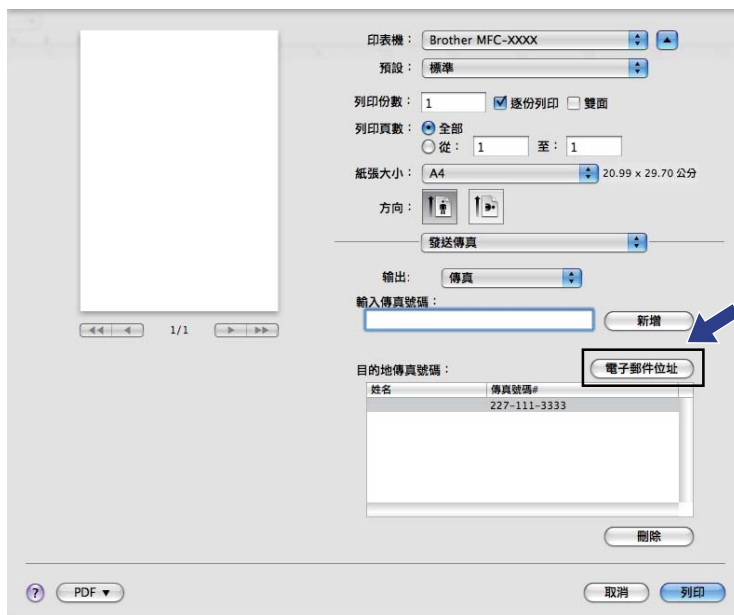 印表機： Brother MFC-XXXX
預設： 標準
列印份數： 1 逐份列印 雙面
列印頁數： 全部
從： 1 至： 1
紙張大小： A4 20.99 x 29.70 公分
方向：
發送傳真
输出: 傳真
輸入傳真號碼：
新增
1/1
電子郵件位址
目的地傳真號碼：
姓名 傳真號碼#
227-111-3333
刪除
? PDF ▼ 取消 列印